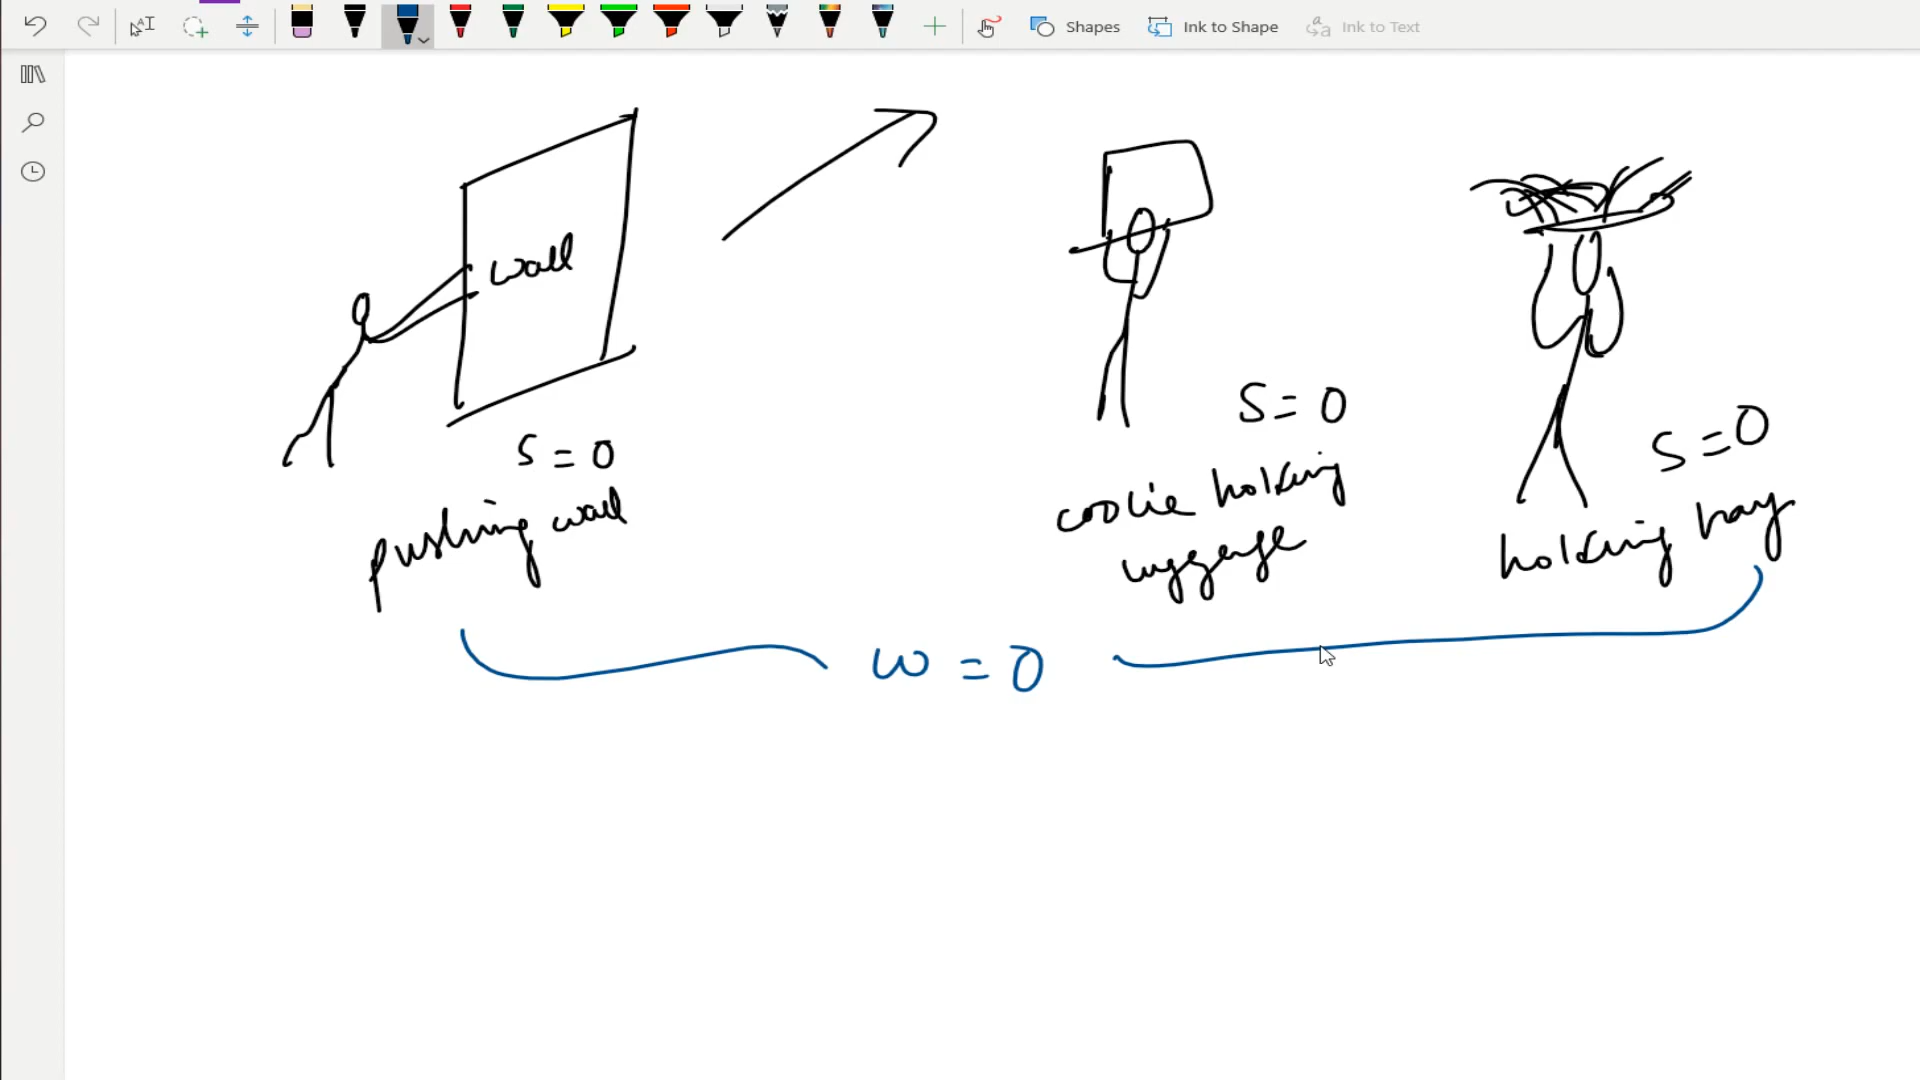 Shapes
Ink to Shape
Ink to Text
wall
s = 0
pushing wall
S = 0
coolie holding
luggage
S = 0
holding hay
w = 0